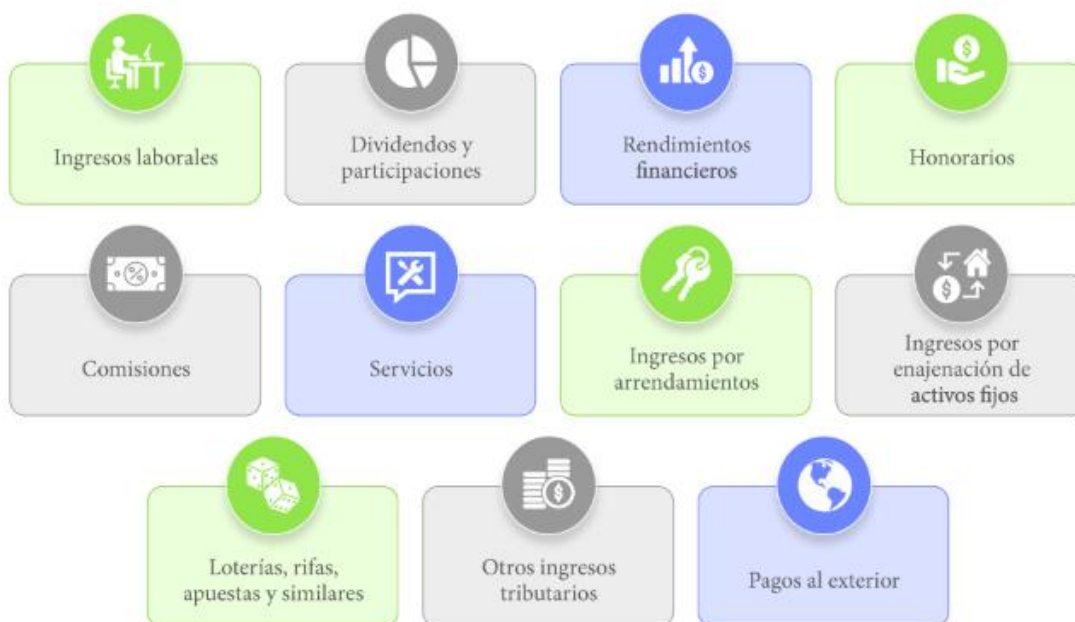 Ingresos laborales
Dividendos y
participaciones
Rendimientos
financieros
Honorarios
Comisiones
Servicios
Ingresos por
arrendamientos
Ingresos por
enajenación de
activos fijos
Loterías, rifas,
apuestas y similares
Otros ingresos
tributarios
Pagos al exterior